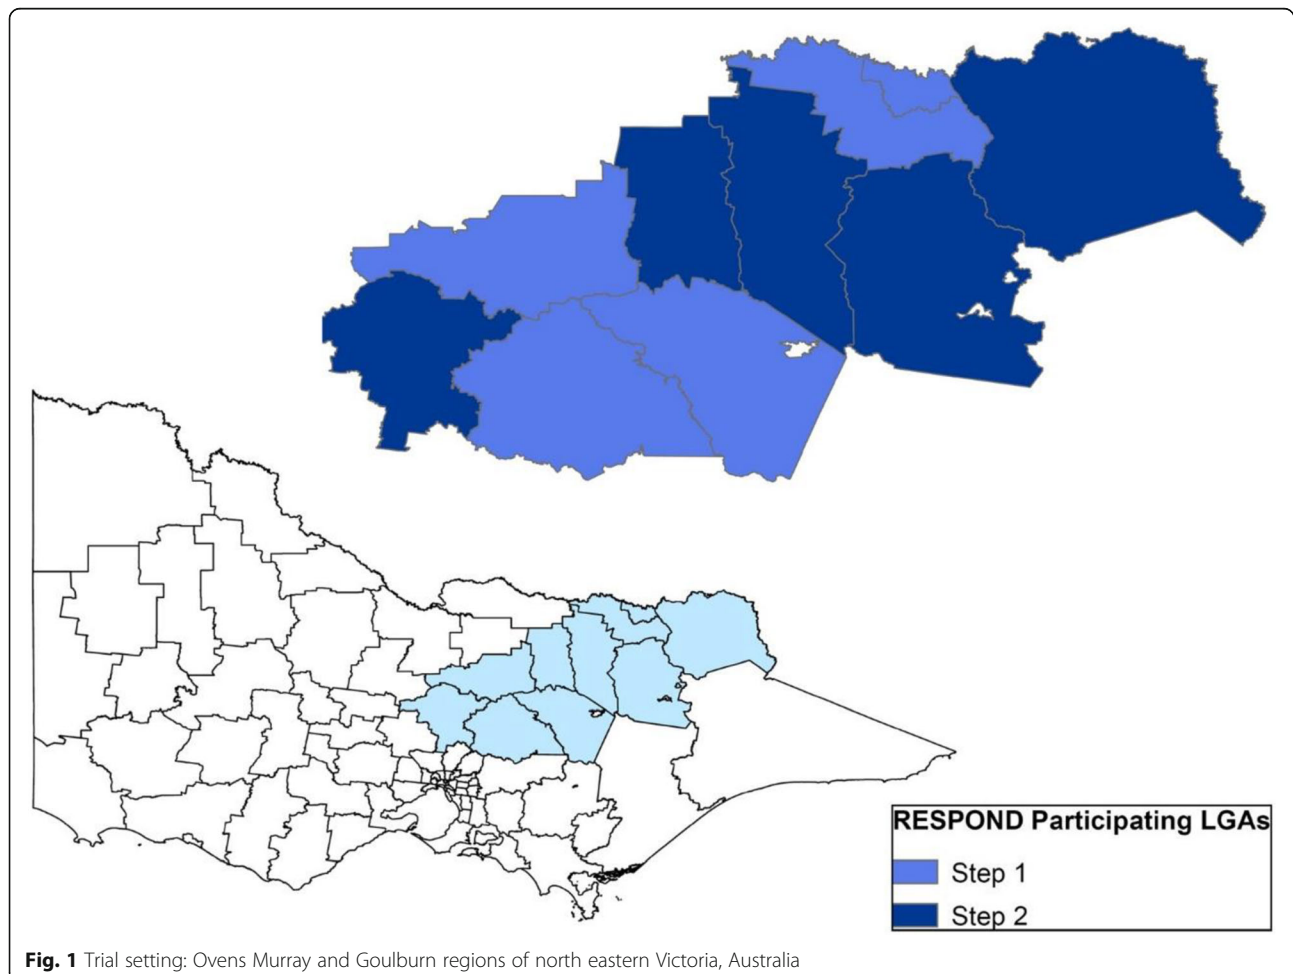 RESPOND Participating LGAs
Step 1
Step 2
Fig. 1 Trial setting: Ovens Murray and Goulburn regions of north eastern Victoria, Australia